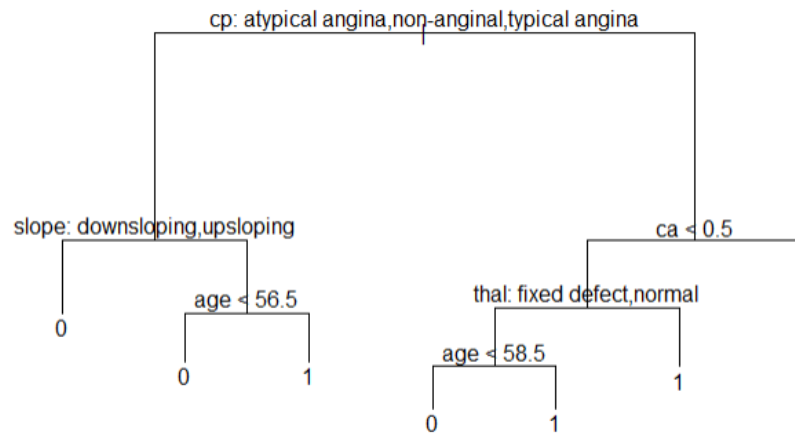 cp: atypical angina,non-anginal,typical angina
slope: downsloping,upsloping
ca < 0.5
age < 56.5
thal: fixed defect,normal
0
age < 58.5
0
1
1
0
1